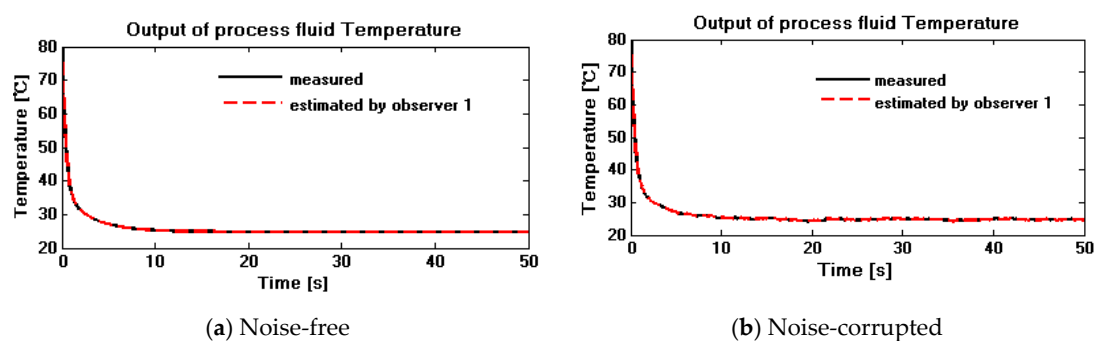 Output of process fluid Temperature
Temperature [℃]
80
70
60
50
40
30
20
measured
estimated by observer 1
0
10
20
30
40
50
Time [s]
(a) Noise-free
Output of process fluid Temperature
Temperature [℃]
80
70
60
50
40
30
20
measured
estimated by observer 1
0
10
20
30
40
50
Time [s]
(b) Noise-corrupted